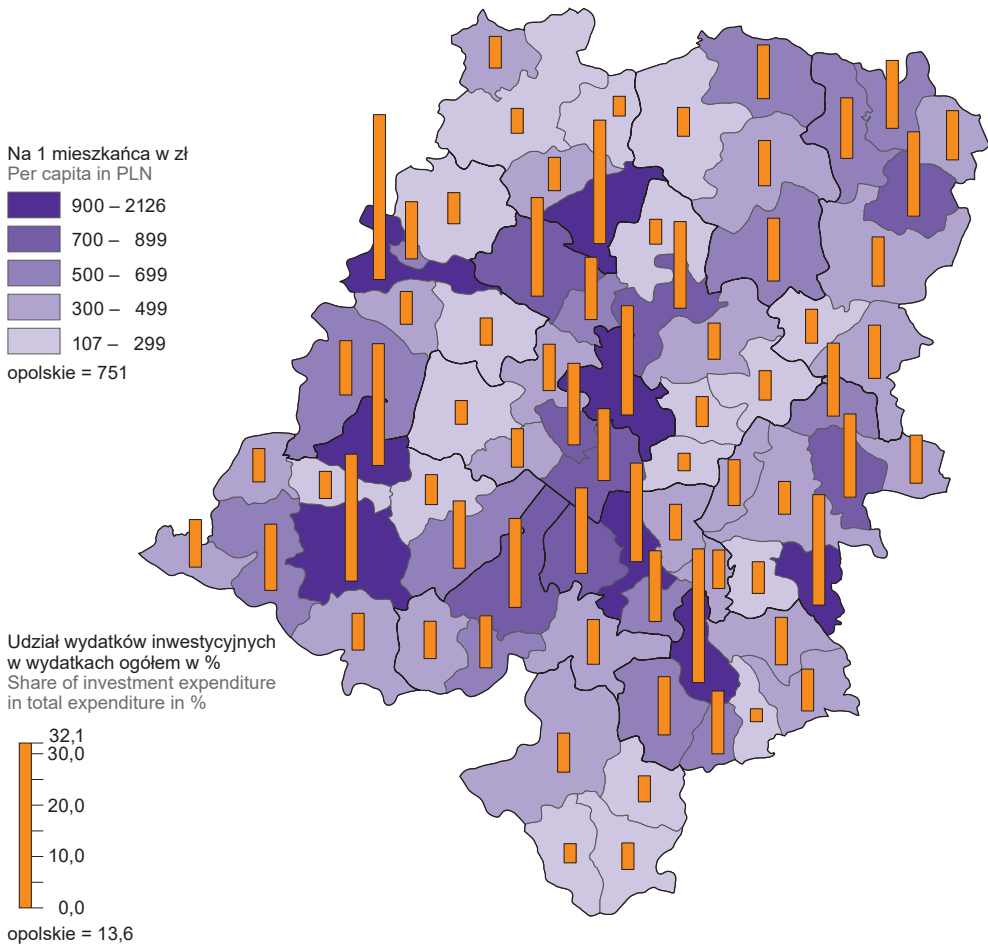 Na 1 mieszkańca w zł
Per capita in PLN
900 – 2126
700 – 899
500 – 699
300 – 499
107 – 299
opolskie = 751
Udział wydatków inwestycyjnych
w wydatkach ogółem w %
Share of investment expenditure
in total expenditure in %
32,1
30,0
20,0
10,0
0,0
opolskie = 13,6